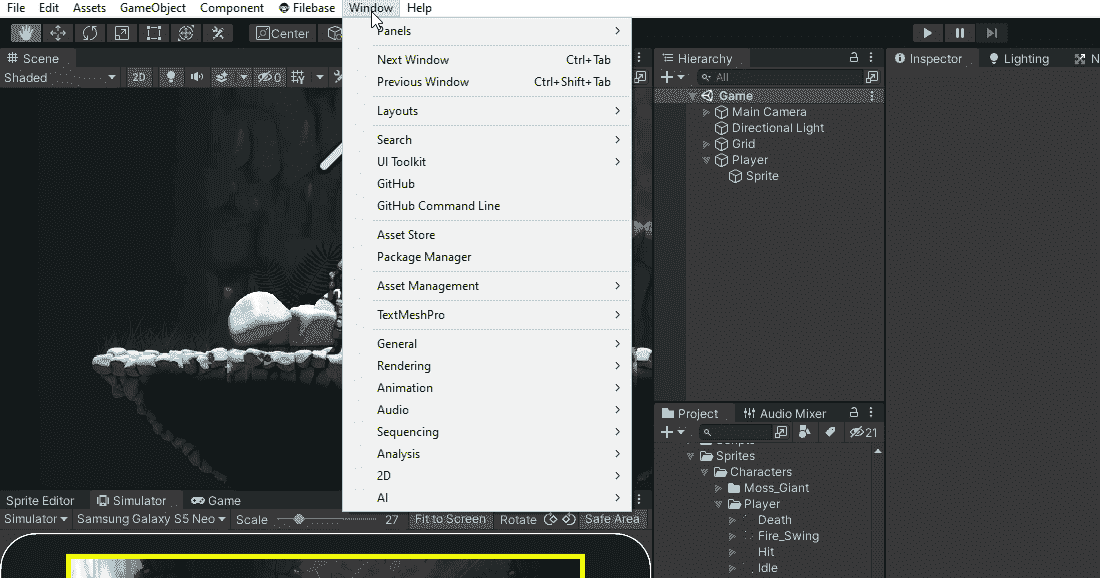 File Edit Assets GameObject Component Filebase Window Help
Center
Scene
Shaded
2D
0
Panels
Next Window Ctrl+Tab
Previous Window Ctrl+Shift+Tab
Layouts
Search
UI Toolkit
GitHub
GitHub Command Line
Asset Store
Package Manager
Asset Management
TextMeshPro
General
Rendering
Animation
Audio
Sequencing
Analysis
2D
AI
Hierarchy
All
Game
Main Camera
Directional Light
Grid
Player
Sprite
Inspector Lighting N
Project Audio Mixer
21
Sprites
Characters
Moss_Giant
Player
Death
Fire_Swing
Hit
Idle
Sprite Editor Simulator Game
Simulator Samsung Galaxy S5 Neo Scale 27 Fit to Screen Rotate Safe Area